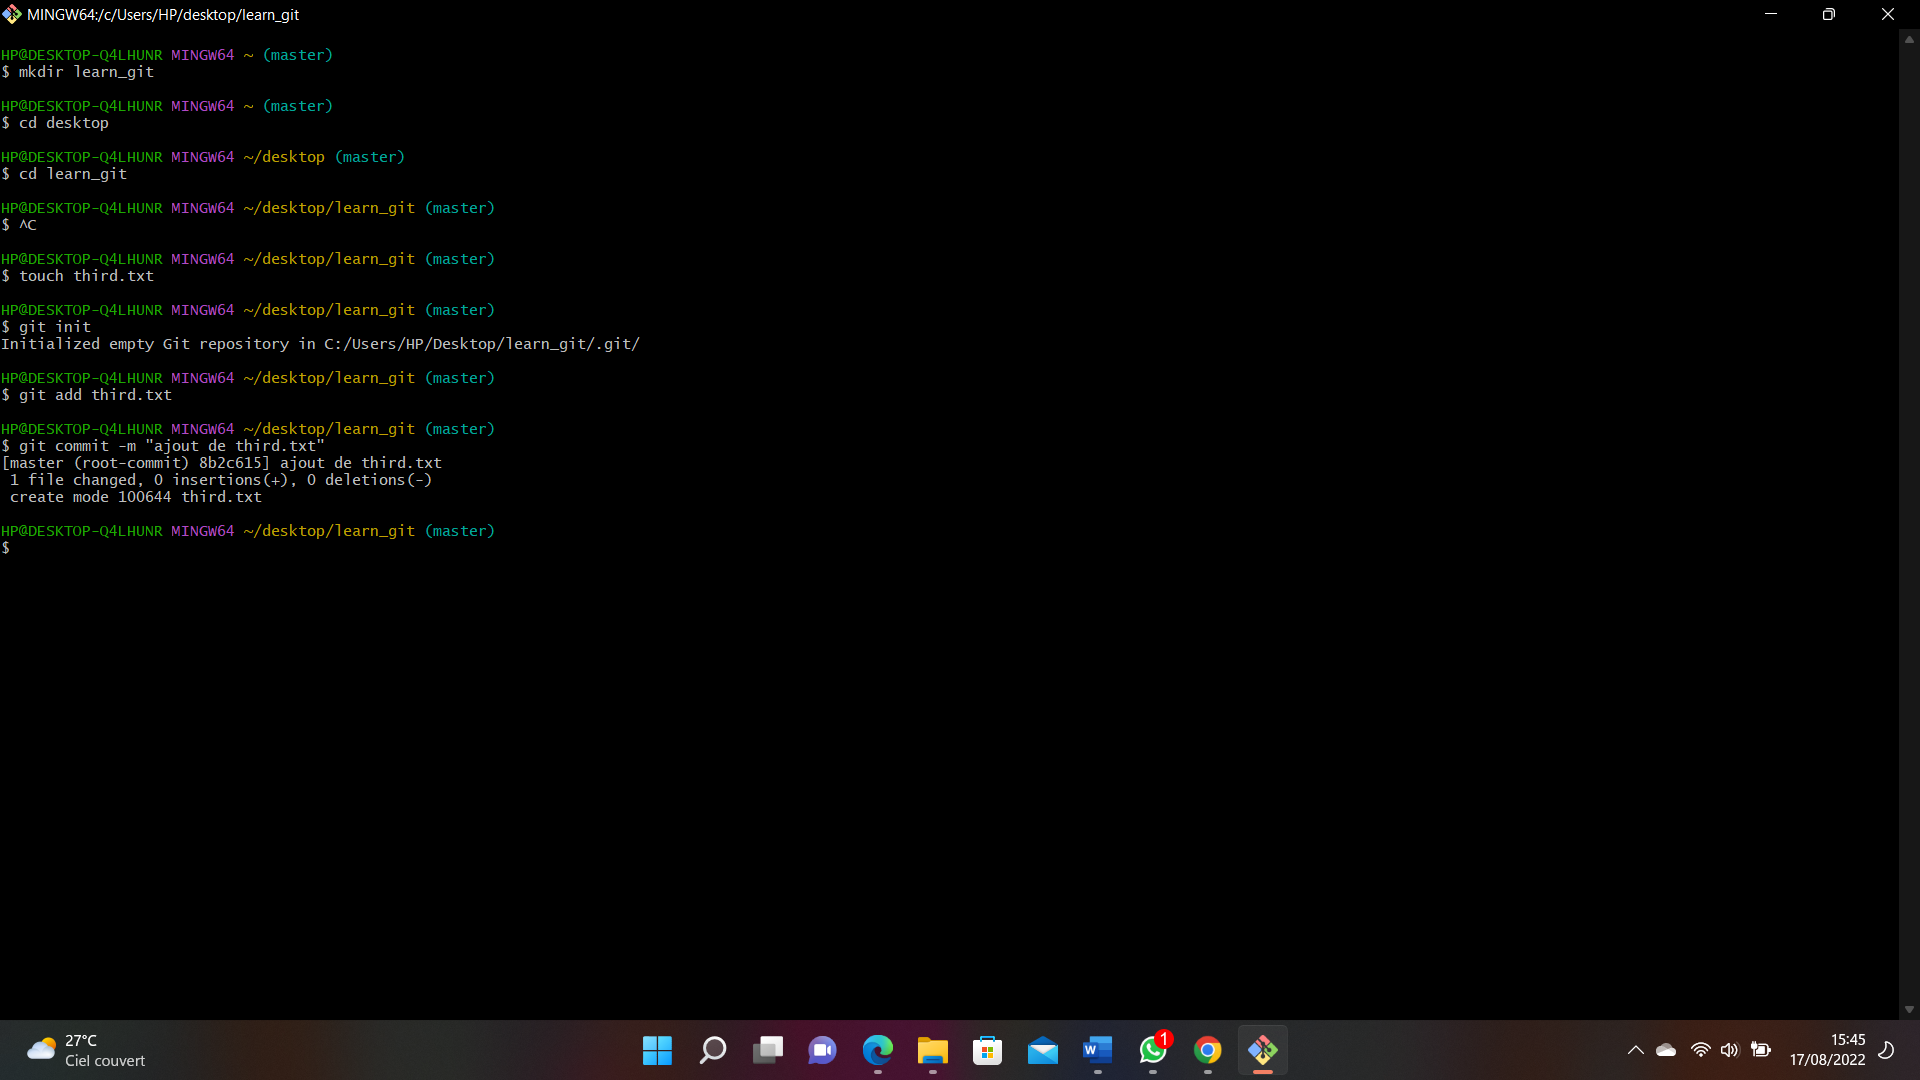 MINGW64:/c/Users/HP/desktop/learn_git
HP@DESKTOP-Q4LHUNR MINGW64 ~ (master)
$ mkdir learn_git
HP@DESKTOP-Q4LHUNR MINGW64 ~ (master)
$ cd desktop
HP@DESKTOP-Q4LHUNR MINGW64 ~/desktop (master)
$ cd learn_git
HP@DESKTOP-Q4LHUNR MINGW64 ~/desktop/learn_git (master)
$ ^C
HP@DESKTOP-Q4LHUNR MINGW64 ~/desktop/learn_git (master)
$ touch third.txt
HP@DESKTOP-Q4LHUNR MINGW64 ~/desktop/learn_git (master)
$ git init
Initialized empty Git repository in C:/Users/HP/Desktop/learn_git/.git/
HP@DESKTOP-Q4LHUNR MINGW64 ~/desktop/learn_git (master)
$ git add third.txt
HP@DESKTOP-Q4LHUNR MINGW64 ~/desktop/learn_git (master)
$ git commit -m "ajout de third.txt"
[master (root-commit) 8b2c615] ajout de third.txt
 1 file changed, 0 insertions(+), 0 deletions(-)
 create mode 100644 third.txt
HP@DESKTOP-Q4LHUNR MINGW64 ~/desktop/learn_git (master)
$
27°C
Ciel couvert
W
1
15:45
17/08/2022